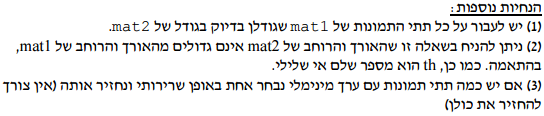 הנחיות נוספות:
(1) יש לעבור על כל תתי התמונות של mat1 שגודלן בדיוק בגודל של mat2.
(2) ניתן להניח בשאלה זו שהאורך והרוחב של mat2 אינם גדולים מהאורך והרוחב של mat1,
בהתאמה. כמו כן, th הוא מספר שלם אי שלילי.
(3) אם יש כמה תתי תמונות עם ערך מינימלי נבחר אחת באופן שרירותי ונחזיר אותה (אין צורך
להחזיר את כולן)